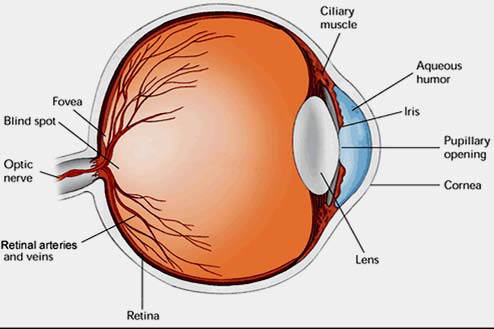 Ciliary
muscle
Aqueous
humor
Iris
Pupillary
opening
Cornea
Lens
Fovea
Blind spot
Optic
nerve
Retinal arteries
and veins
Retina